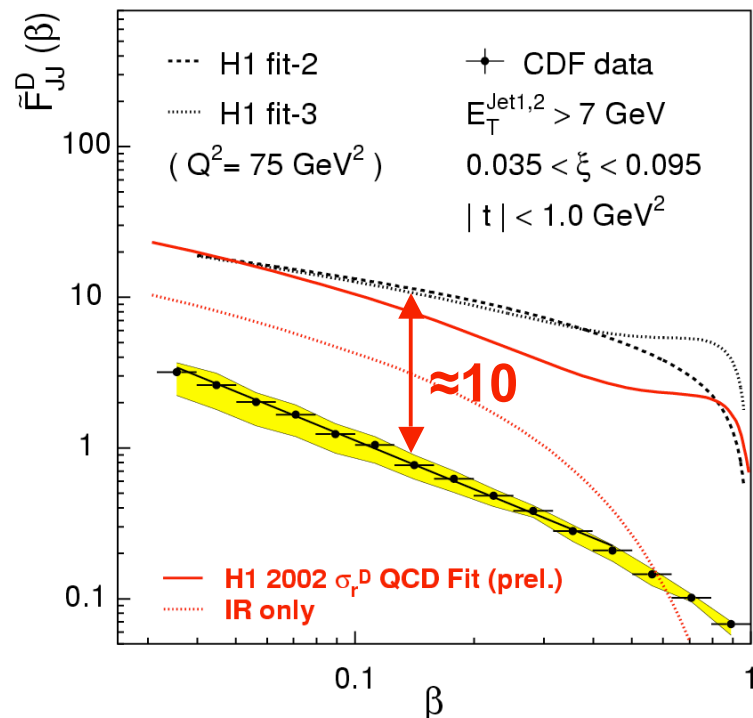 F̃ᴰ_JJ (β)
H1 fit-2
H1 fit-3
( Q² = 75 GeV² )
CDF data
E_T^Jet1,2 > 7 GeV
0.035 < ξ < 0.095
| t | < 1.0 GeV²
100
10
1
0.1
≈10
H1 2002 σ_r^D QCD Fit (prel.)
IR only
0.1
1
β